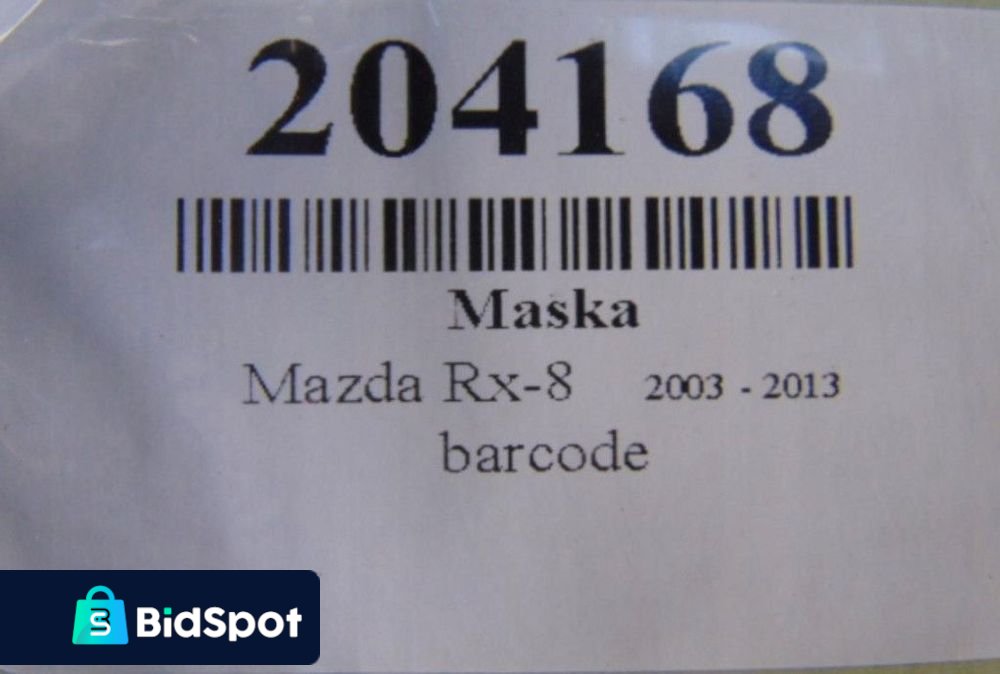 204168
Maska
Mazda Rx-8 2003 - 2013
barcode
BidSpot